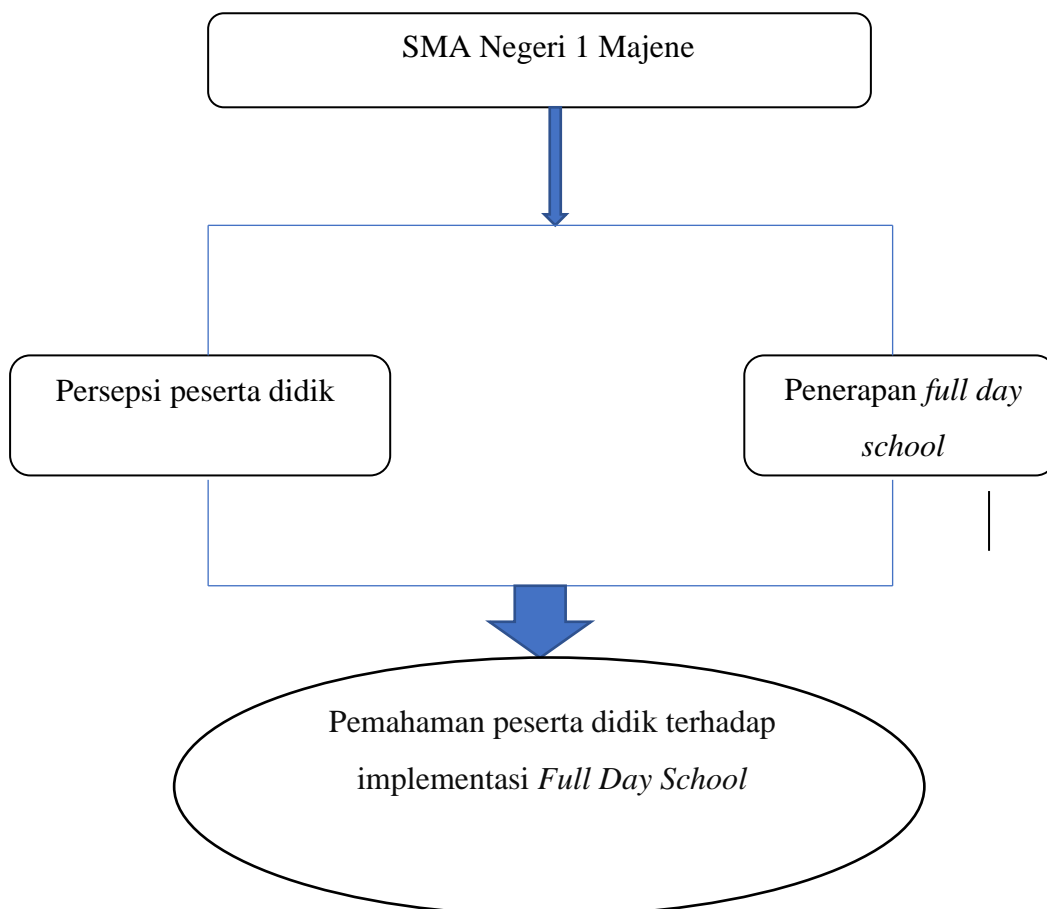 SMA Negeri 1 Majene
Persepsi peserta didik
Penerapan full day
school
Pemahaman peserta didik terhadap
implementasi Full Day School